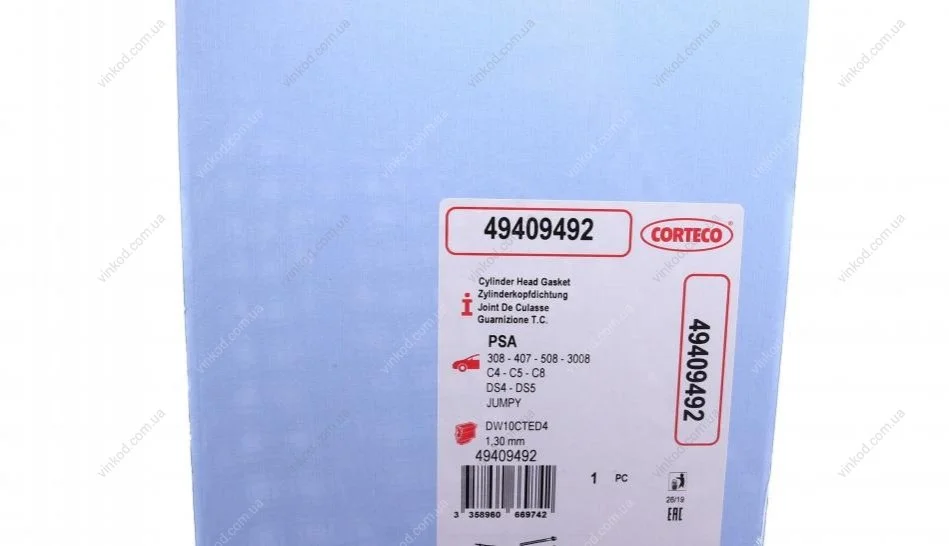 49409492
CORTECO®
Cylinder Head Gasket
Zylinderkopfdichtung
Joint De Culasse
Guarnizione T.C.
PSA
308 - 407 - 508 - 3008
C4 - C5 - C8
DS4 - DS5
JUMPY
49409492
DW10CTED4
1,30 mm
49409492
1 PC
26/19
EAC
3 358960 669742
vinkod.com.ua